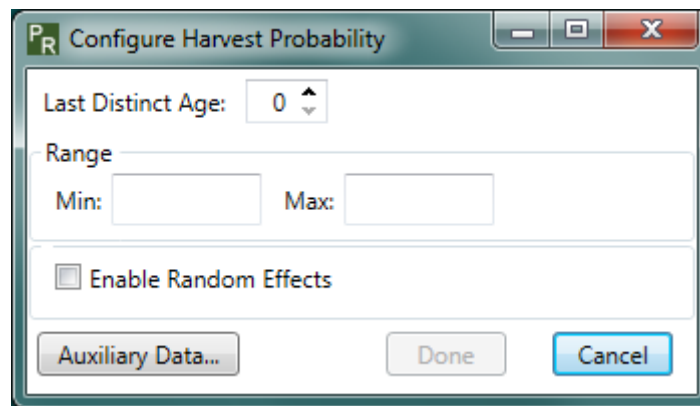 PR Configure Harvest Probability
Last Distinct Age: 0
Range
Min: Max:
Enable Random Effects
Auxiliary Data... Done Cancel